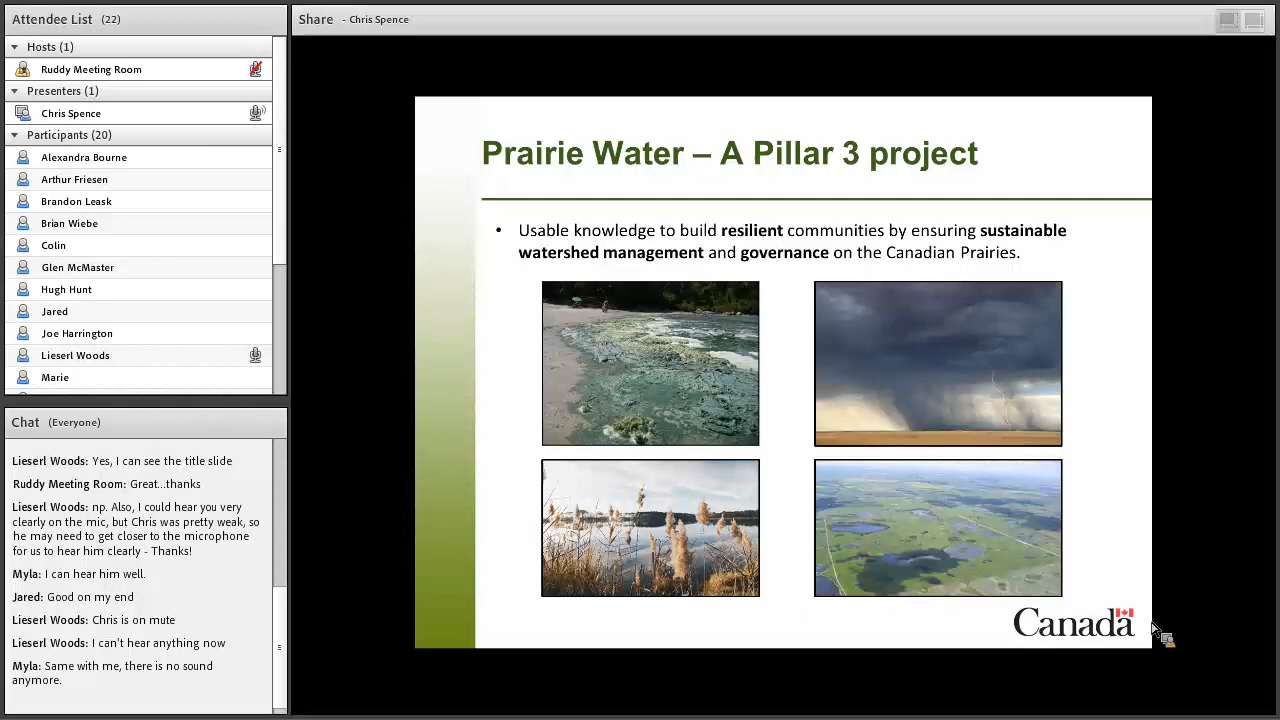 Attendee List (22)
Hosts (1)
Ruddy Meeting Room
Presenters (1)
Chris Spence
Participants (20)
Alexandra Bourne
Arthur Friesen
Brandon Leask
Brian Wiebe
Colin
Glen McMaster
Hugh Hunt
Jared
Joe Harrington
Lieserl Woods
Marie
Chat (Everyone)
Lieserl Woods: Yes, I can see the title slide
Ruddy Meeting Room: Great...thanks
Lieserl Woods: np. Also, I could hear you very
clearly on the mic, but Chris was pretty weak, so
he may need to get closer to the microphone
for us to hear him clearly - Thanks!
Myla: I can hear him well.
Jared: Good on my end
Lieserl Woods: Chris is on mute
Lieserl Woods: I can't hear anything now
Myla: Same with me, there is no sound
anymore.
Share - Chris Spence
Prairie Water – A Pillar 3 project
• Usable knowledge to build resilient communities by ensuring sustainable
watershed management and governance on the Canadian Prairies.
Canada